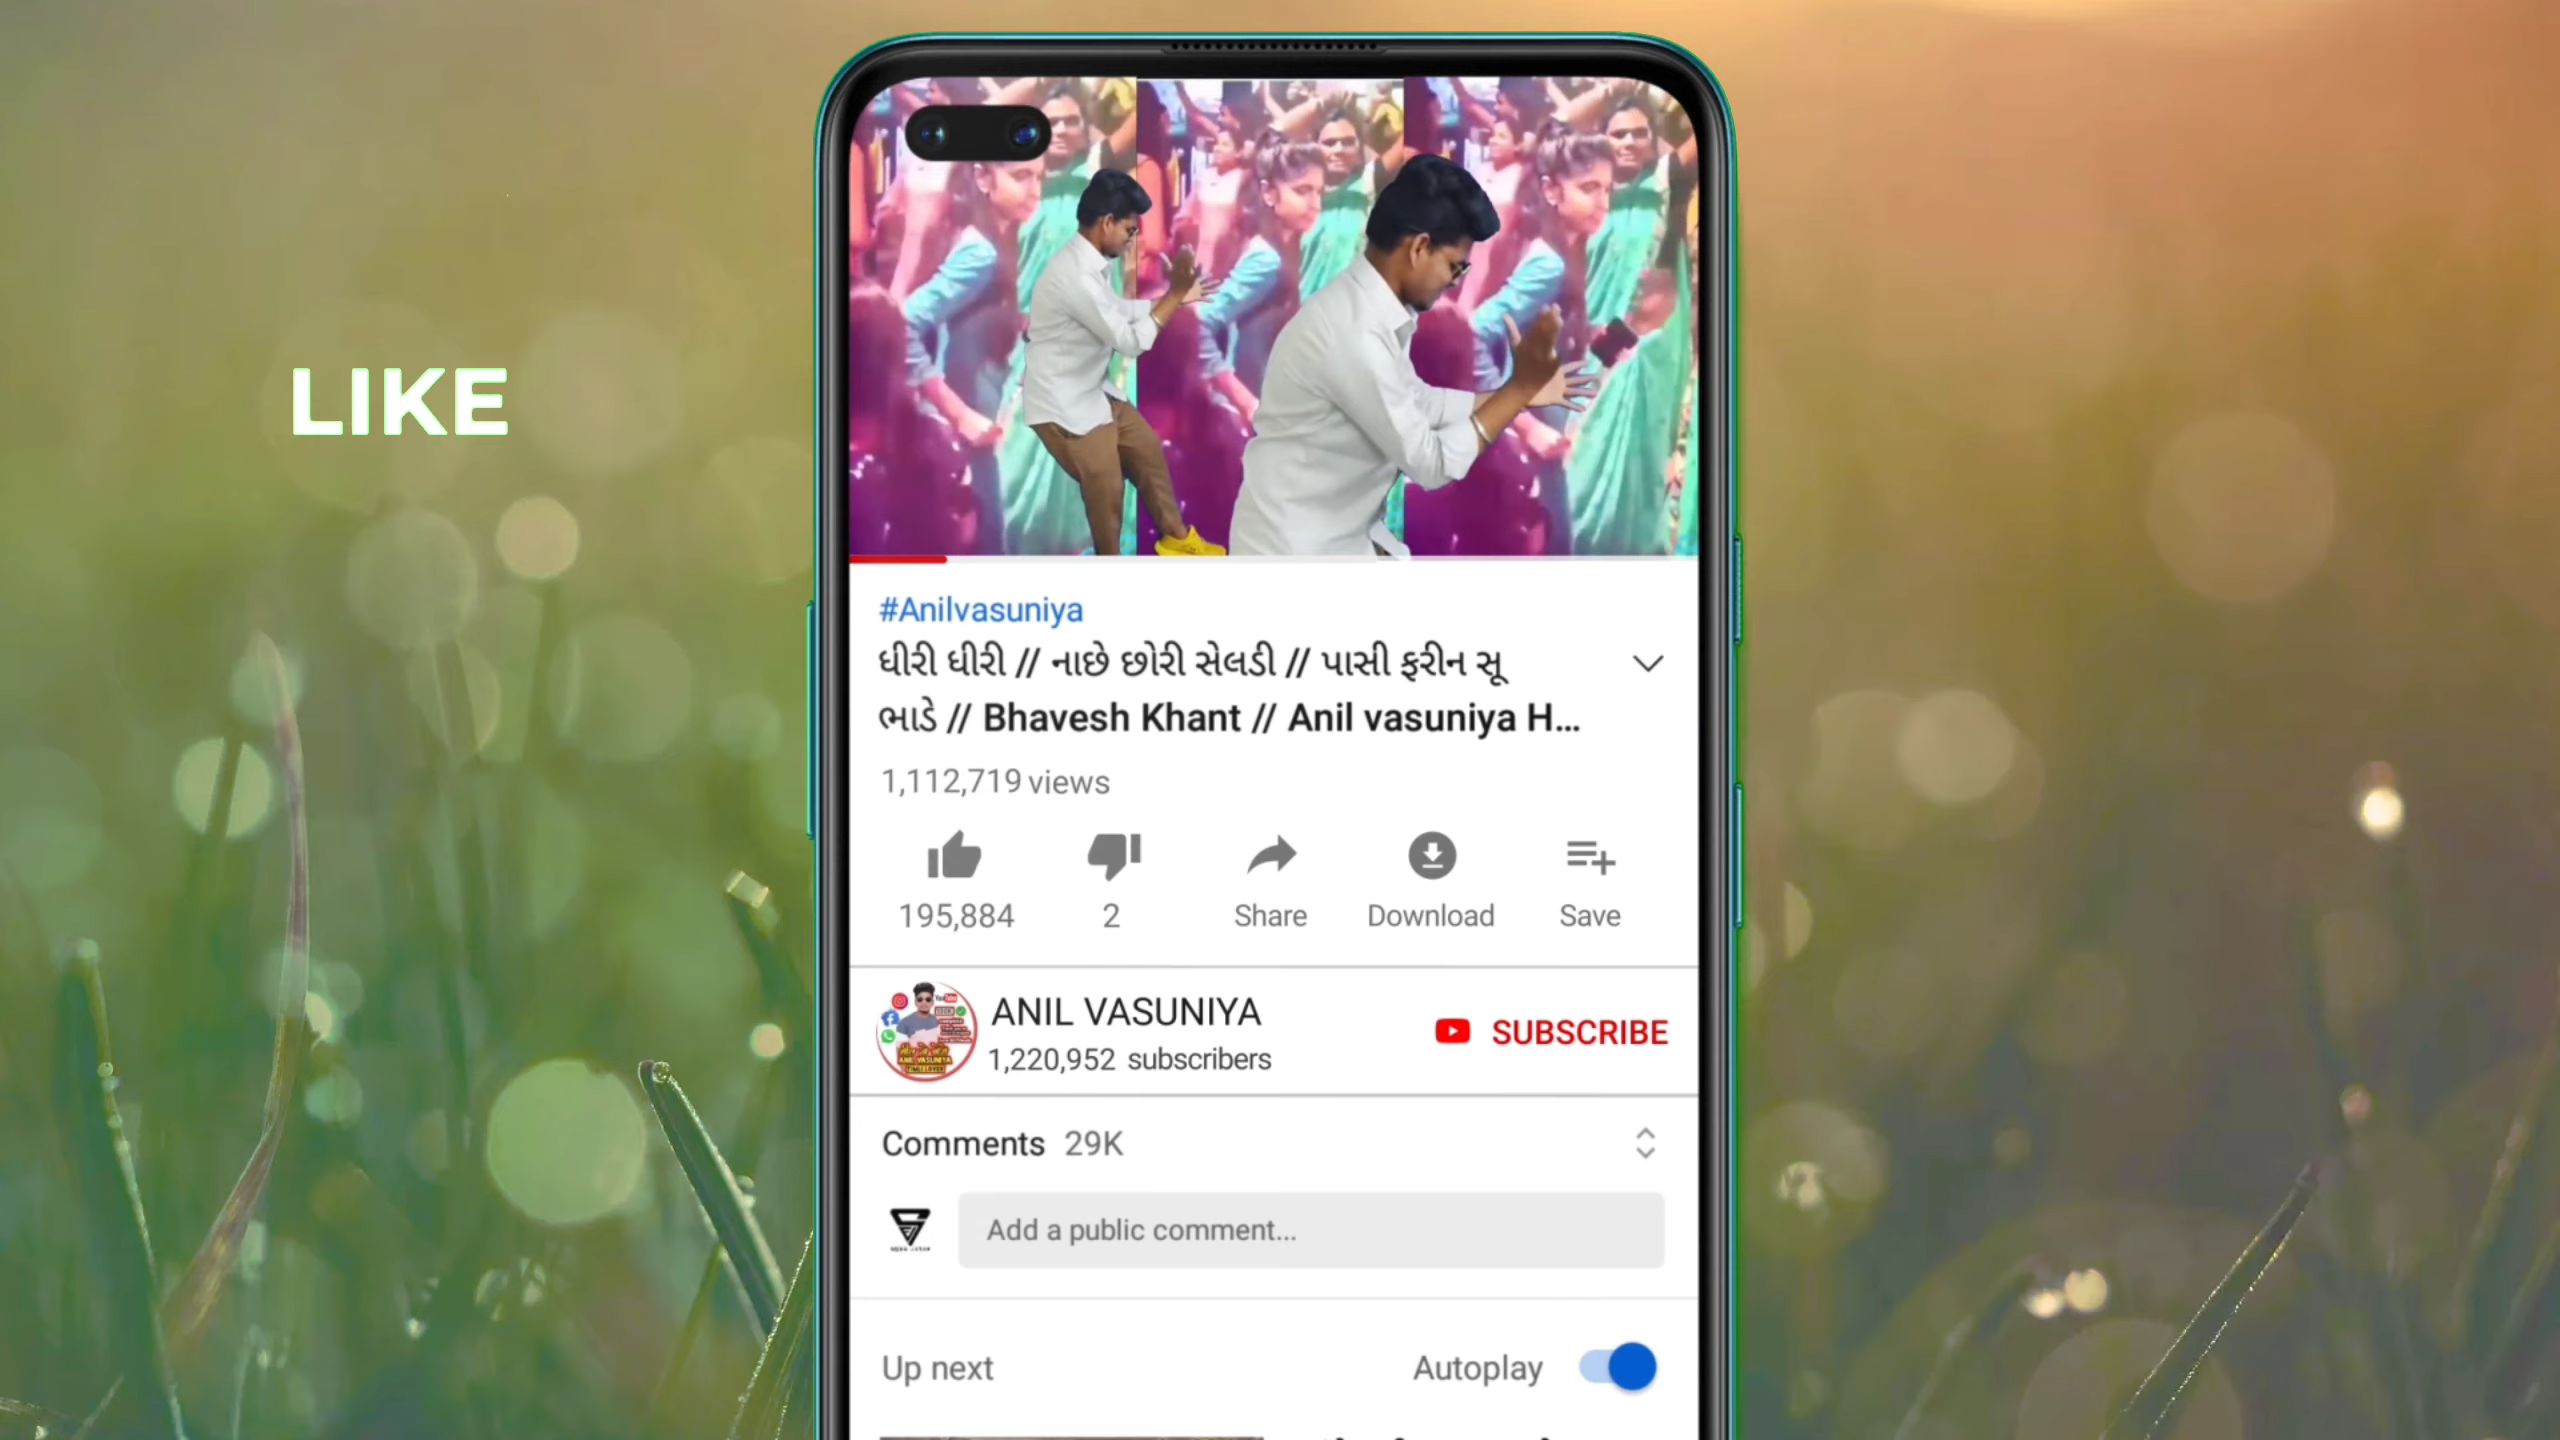 LIKE
#Anilvasuniya
ધીરી ધીરી // નાછે છોરી સેલડી // પાસી ફરીન સૂ
ભાડે // Bhavesh Khant // Anil vasuniya H...
1,112,719 views
195,884
2
Share
Download
Save
ANIL VASUNIYA
1,220,952 subscribers
SUBSCRIBE
Comments 29K
Add a public comment...
Up next
Autoplay